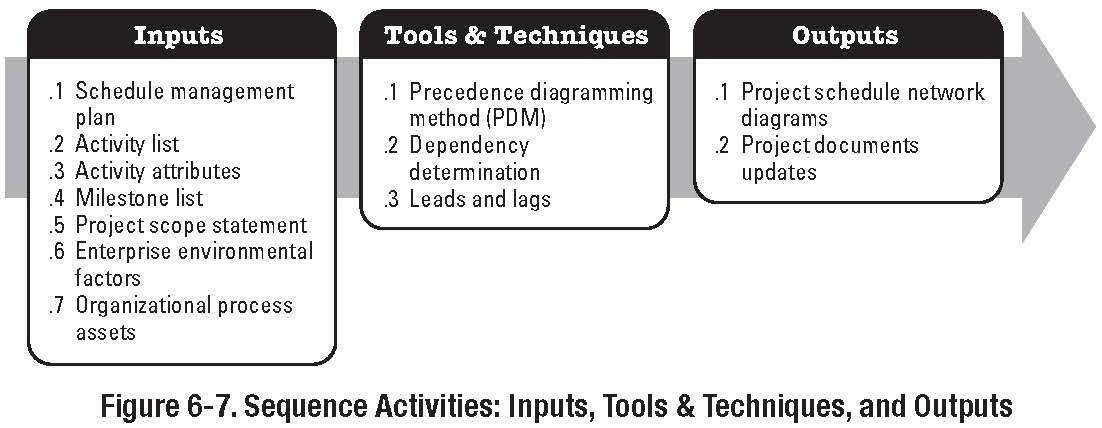 Inputs
.1 Schedule management
plan
.2 Activity list
.3 Activity attributes
.4 Milestone list
.5 Project scope statement
.6 Enterprise environmental
factors
.7 Organizational process
assets
Tools & Techniques
.1 Precedence diagramming
method (PDM)
.2 Dependency
determination
.3 Leads and lags
Outputs
.1 Project schedule network
diagrams
.2 Project documents
updates
Figure 6-7. Sequence Activities: Inputs, Tools & Techniques, and Outputs